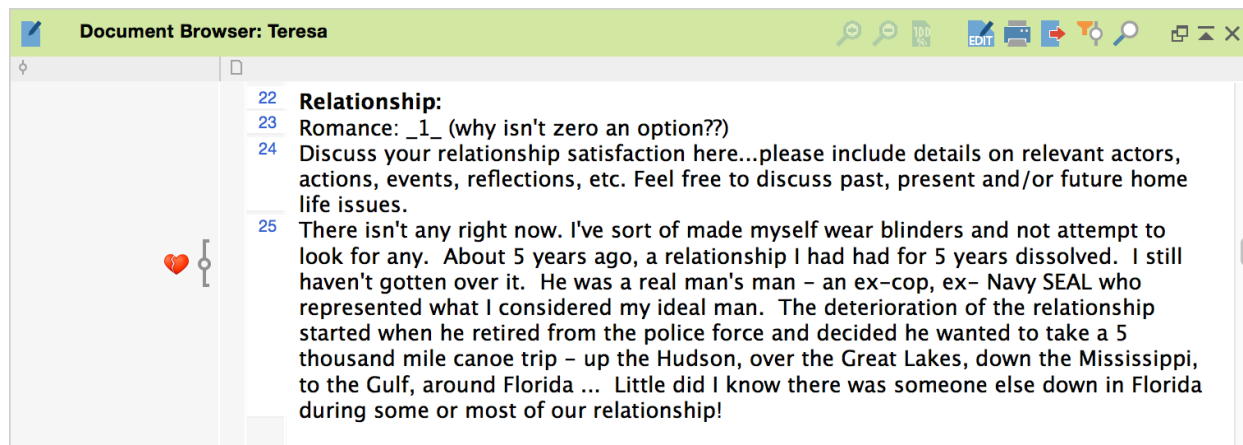 Document Browser: Teresa
100
%
EDIT
22 Relationship:
23 Romance: _1_ (why isn't zero an option??)
24 Discuss your relationship satisfaction here...please include details on relevant actors,
actions, events, reflections, etc. Feel free to discuss past, present and/or future home
life issues.
25 There isn't any right now. I've sort of made myself wear blinders and not attempt to
look for any.  About 5 years ago, a relationship I had had for 5 years dissolved.  I still
haven't gotten over it.  He was a real man's man – an ex-cop, ex- Navy SEAL who
represented what I considered my ideal man.  The deterioration of the relationship
started when he retired from the police force and decided he wanted to take a 5
thousand mile canoe trip – up the Hudson, over the Great Lakes, down the Mississippi,
to the Gulf, around Florida ...  Little did I know there was someone else down in Florida
during some or most of our relationship!